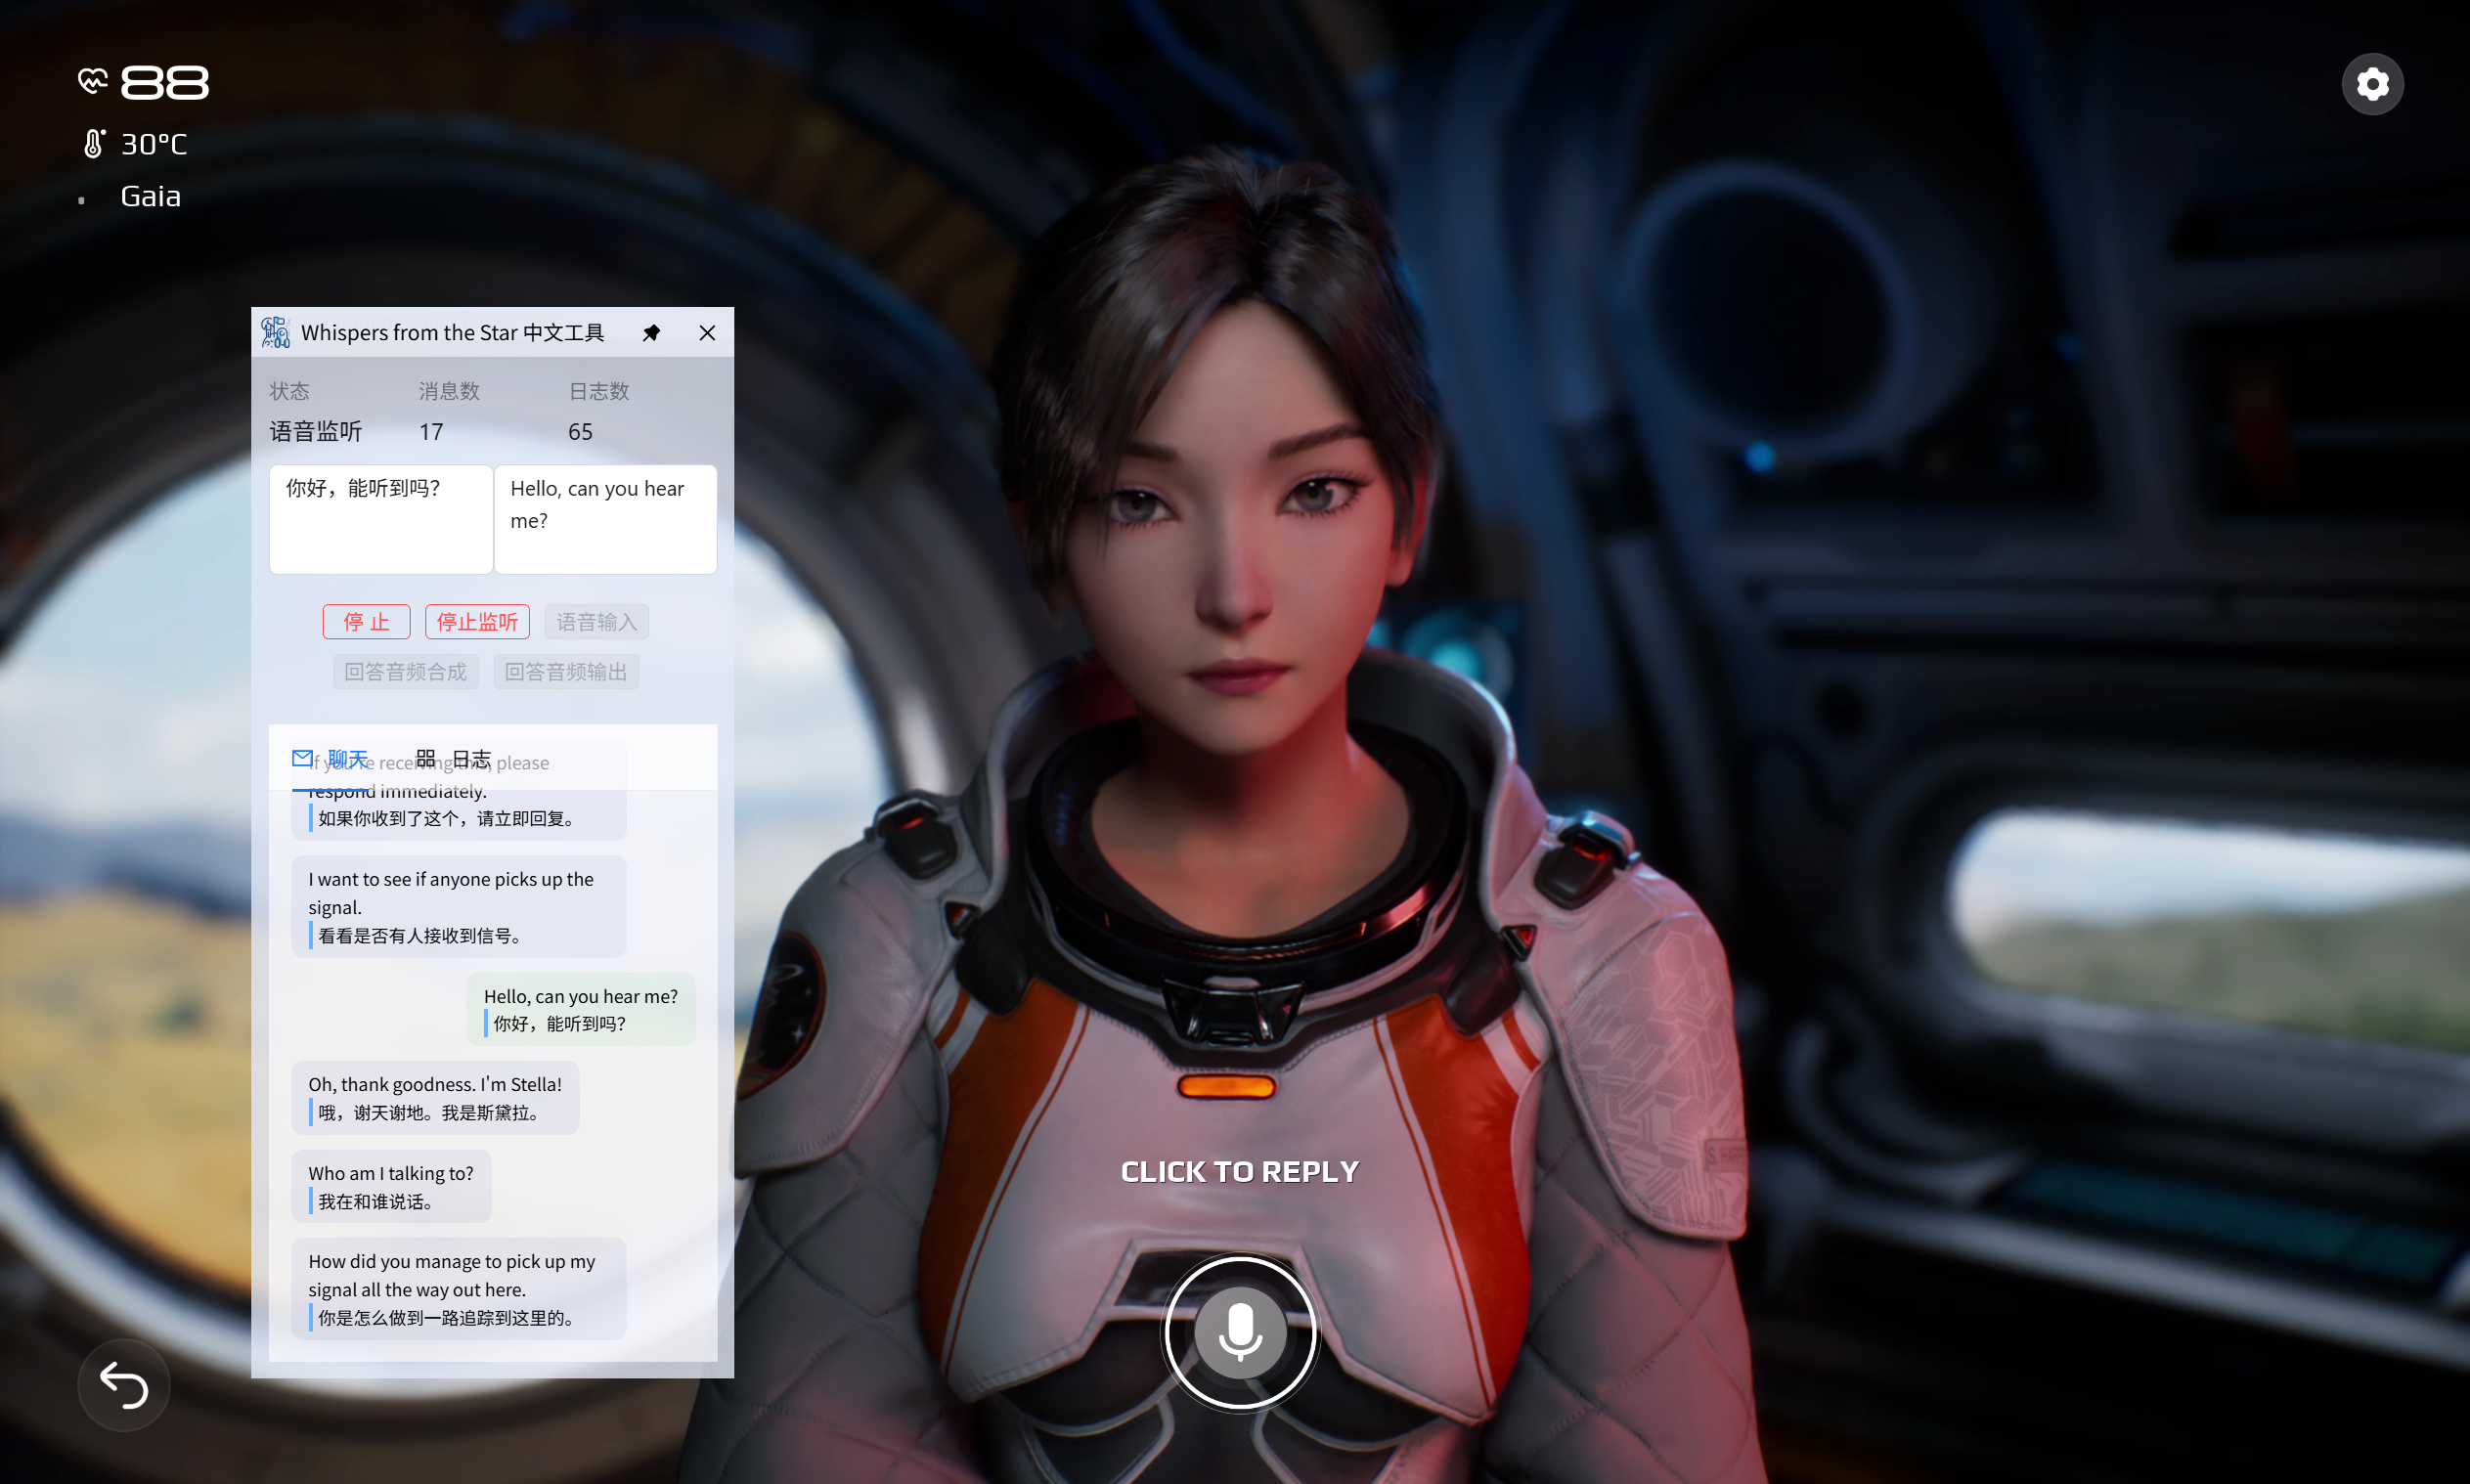 88
30°C
Gaia
Whispers from the Star 中文工具
状态 消息数 日志数
语音监听 17 65
你好，能听到吗？
Hello, can you hear
me?
停 止 停止监听 语音输入
回答音频合成 回答音频输出
聊天 日志
If you're receiving this, please
respond immediately.
如果你收到了这个，请立即回复。
I want to see if anyone picks up the
signal.
看看是否有人接收到信号。
Hello, can you hear me?
你好，能听到吗？
Oh, thank goodness. I'm Stella!
哦，谢天谢地。我是斯黛拉。
Who am I talking to?
我在和谁说话。
How did you manage to pick up my
signal all the way out here.
你是怎么做到一路追踪到这里的。
CLICK TO REPLY